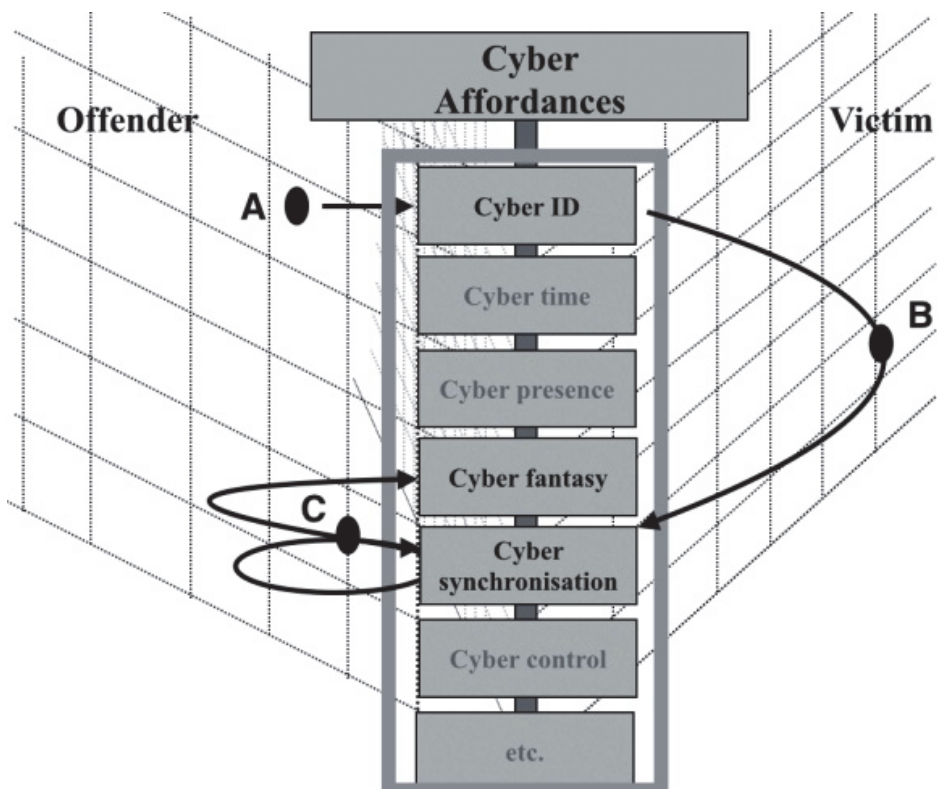 Cyber
Affordances
Offender
Victim
A
Cyber ID
Cyber time
B
Cyber presence
Cyber fantasy
C
Cyber
synchronisation
Cyber control
etc.